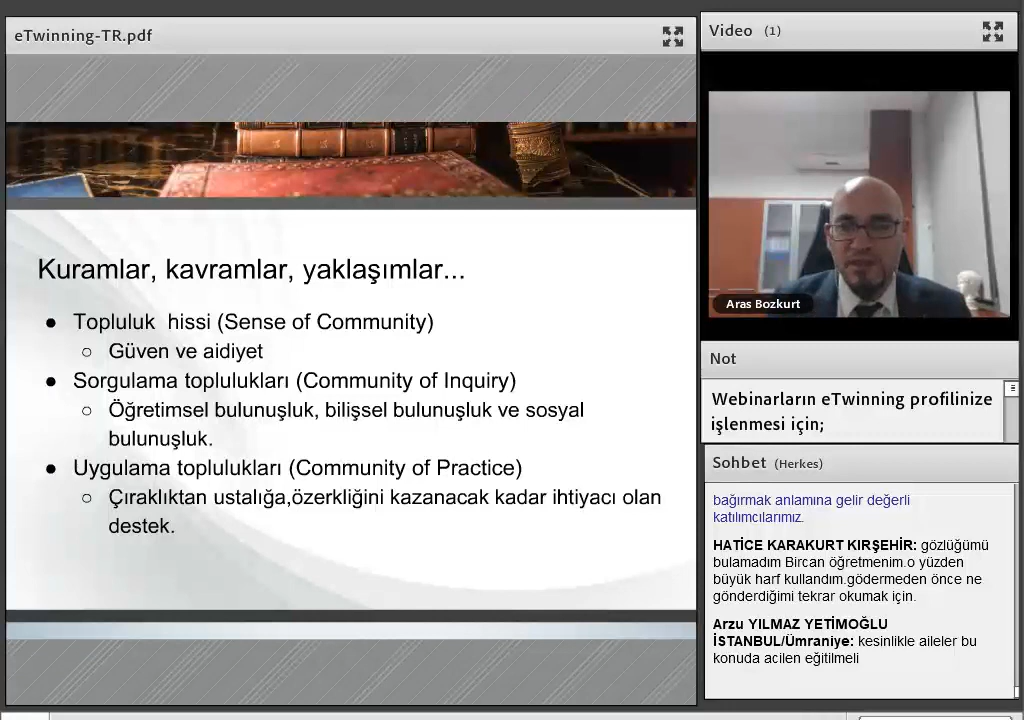 eTwinning-TR.pdf
Kuramlar, kavramlar, yaklaşımlar...
● Topluluk hissi (Sense of Community)
○ Güven ve aidiyet
● Sorgulama toplulukları (Community of Inquiry)
○ Öğretimsel bulunuşluk, bilişsel bulunuşluk ve sosyal
bulunuşluk.
● Uygulama toplulukları (Community of Practice)
○ Çıraklıktan ustalığa,özerkliğini kazanacak kadar ihtiyacı olan
destek.
Video (1)
Aras Bozkurt
Not
Webinarların eTwinning profilinize
işlenmesi için;
Sohbet (Herkes)
bağırmak anlamına gelir değerli
katılımcılarımız.
HATİCE KARAKURT KIRŞEHİR: gözlüğümü
bulamadım Bircan öğretmenim.o yüzden
büyük harf kullandım.gödermeden önce ne
gönderdiğimi tekrar okumak için.
Arzu YILMAZ YETİMOĞLU
İSTANBUL/Ümraniye: kesinlikle aileler bu
konuda acilen eğitilmeli